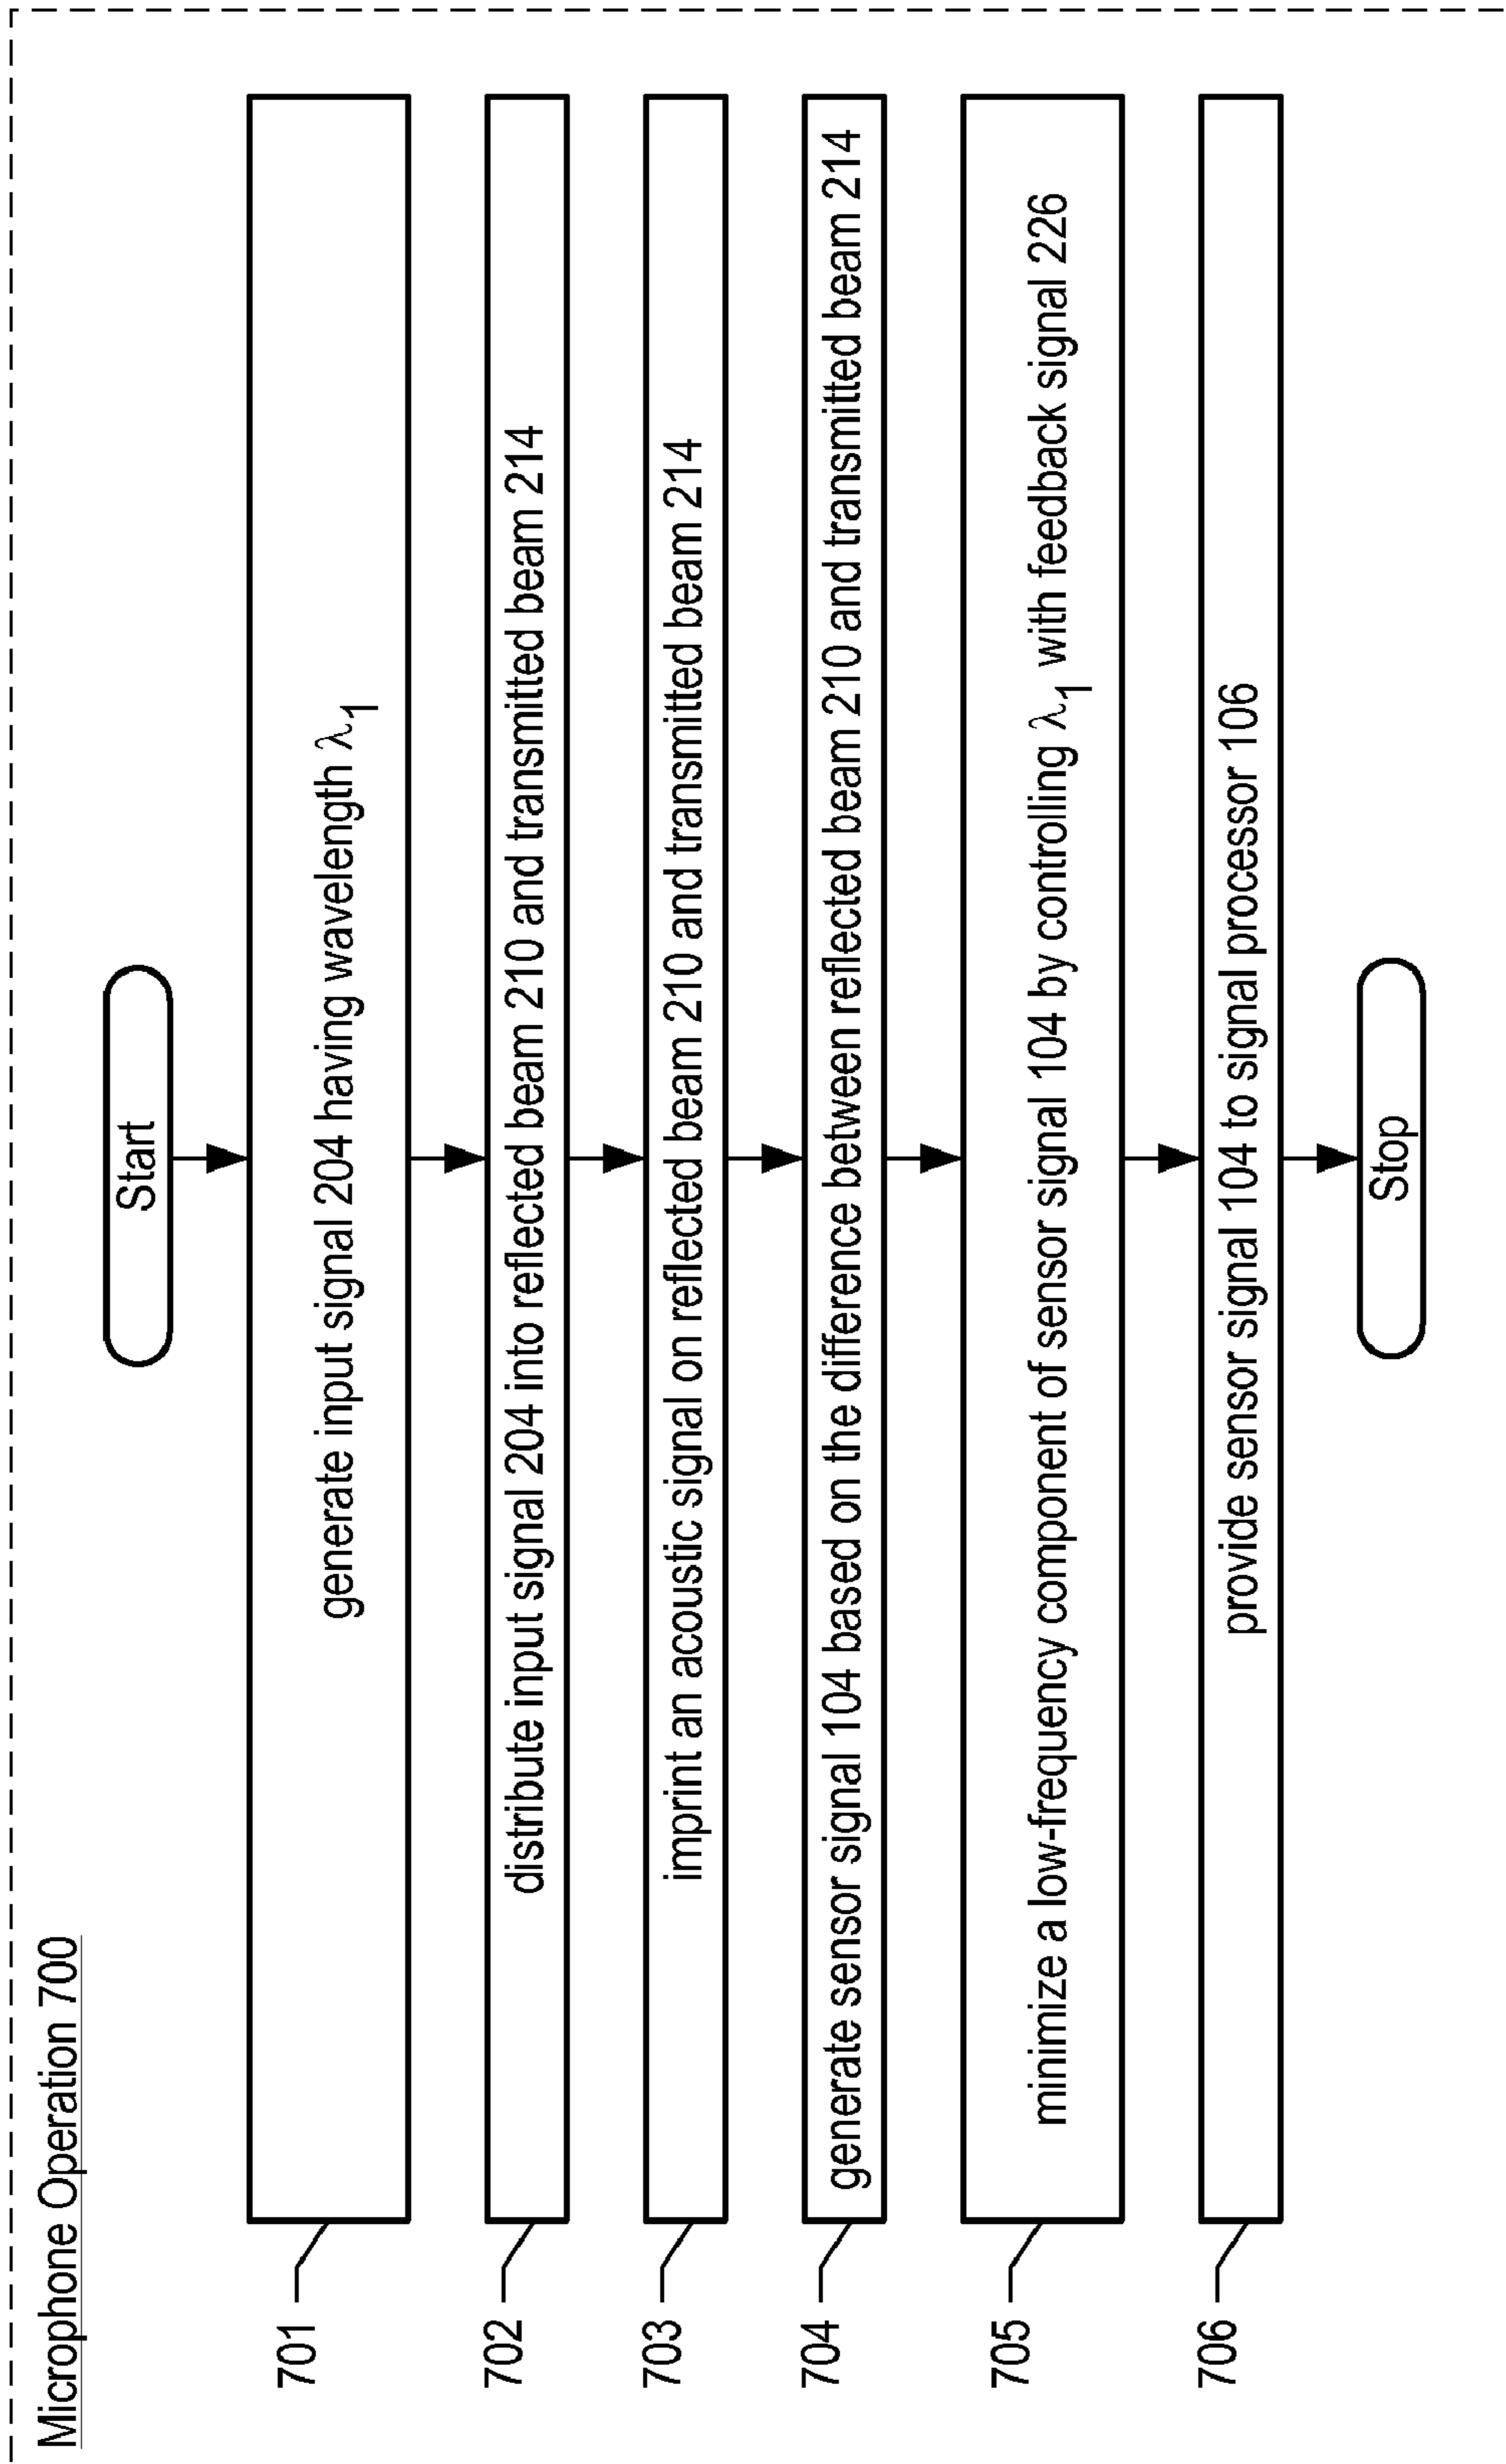 Microphone Operation 700
Start
701
generate input signal 204 having wavelength λ1
702
distribute input signal 204 into reflected beam 210 and transmitted beam 214
703
imprint an acoustic signal on reflected beam 210 and transmitted beam 214
704
generate sensor signal 104 based on the difference between reflected beam 210 and transmitted beam 214
705
minimize a low-frequency component of sensor signal 104 by controlling λ1 with feedback signal 226
706
provide sensor signal 104 to signal processor 106
Stop